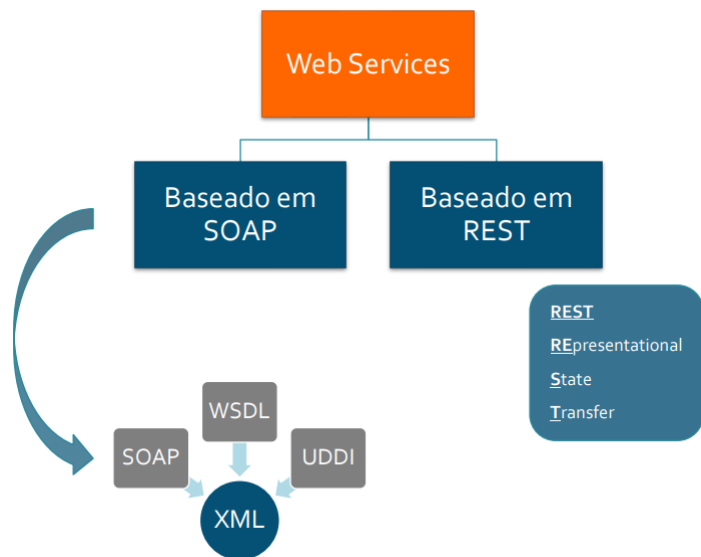 Web Services
Baseado em
SOAP
Baseado em
REST
REST
REpresentational
State
Transfer
WSDL
SOAP
UDDI
XML